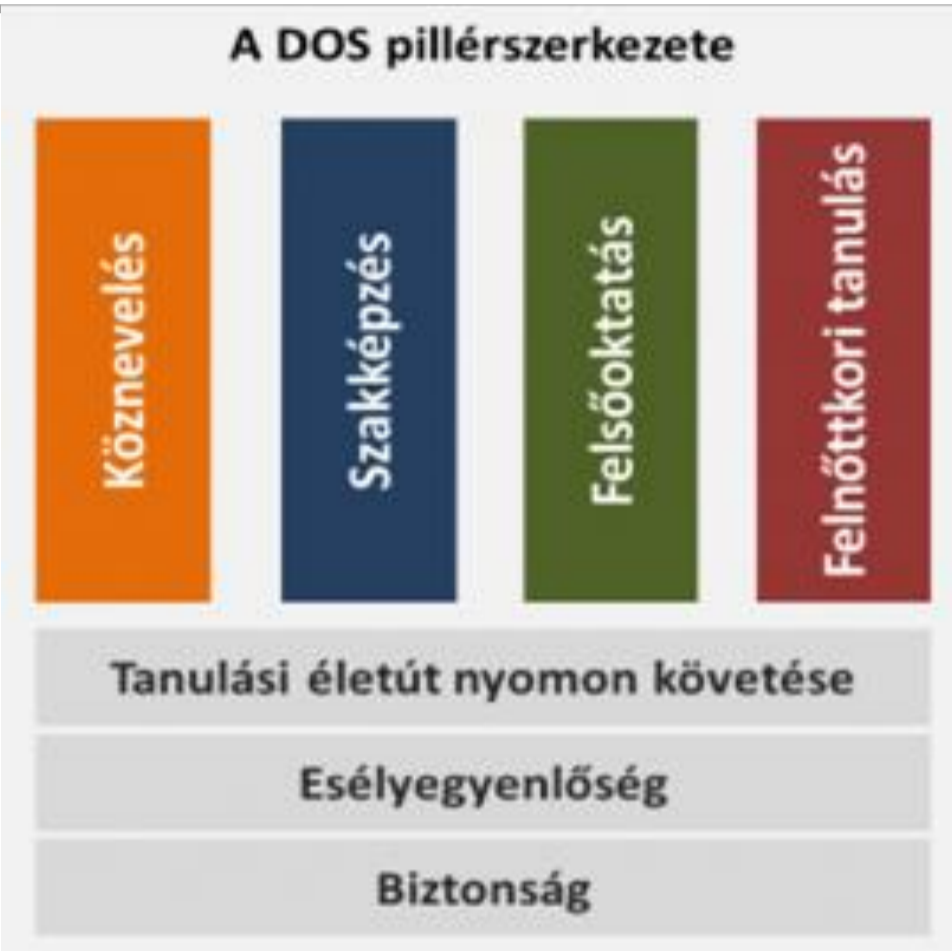 A DOS pillérszerkezete
Köznevelés
Szakképzés
Felsőoktatás
Felnőttkori tanulás
Tanulási életút nyomon követése
Esélyegyenlőség
Biztonság